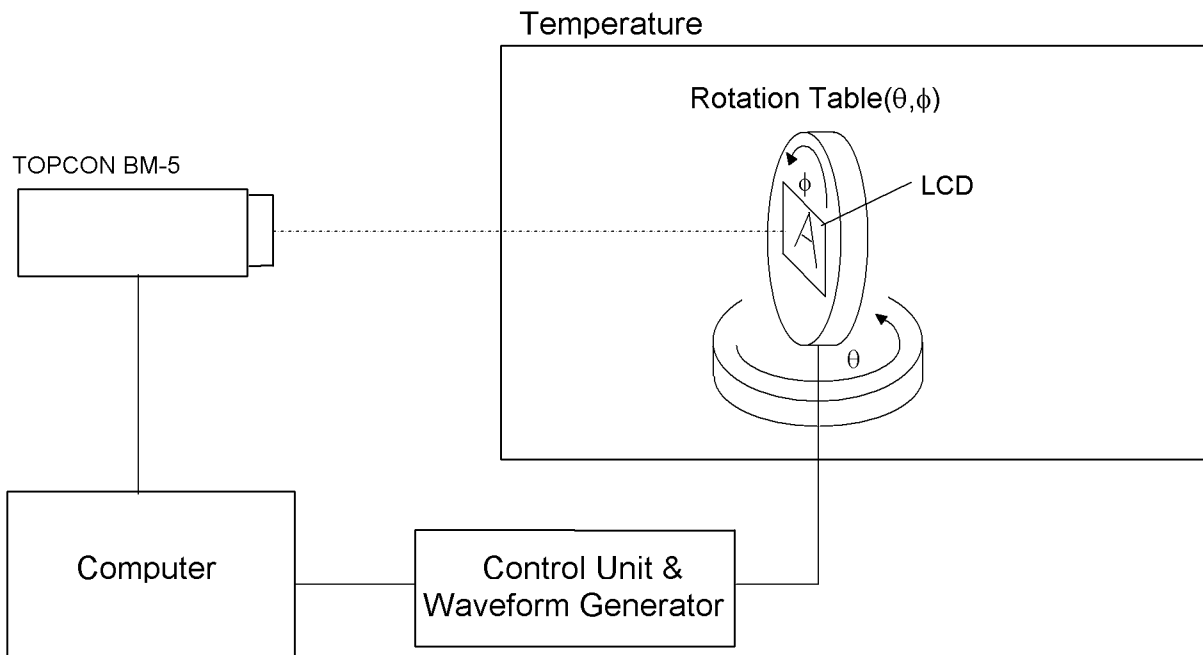 Temperature
Rotation Table(θ,ϕ)
TOPCON BM-5
ϕ
LCD
A
θ
Computer
Control Unit &
Waveform Generator